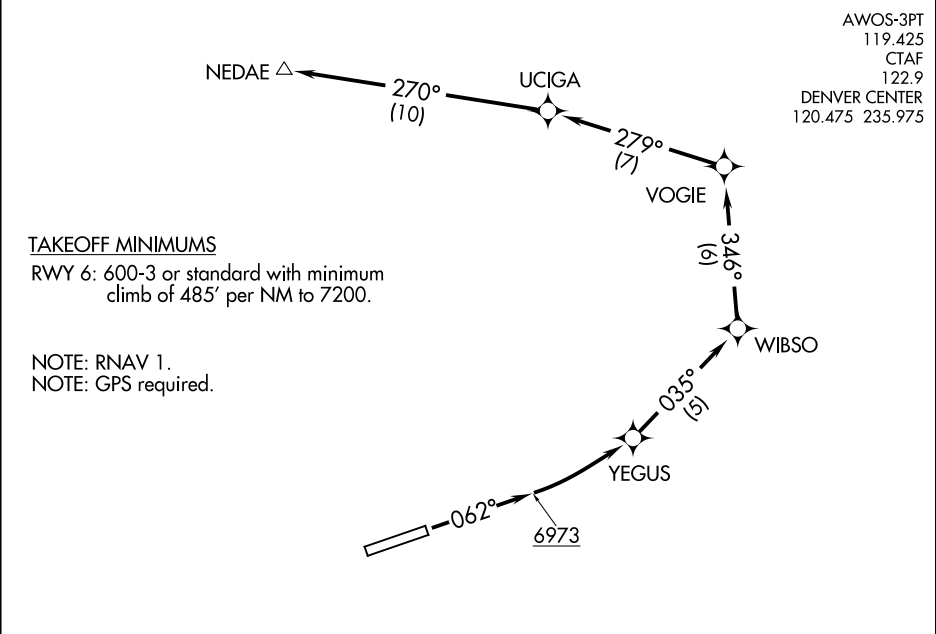 AWOS-3PT
119.425
CTAF
122.9
DENVER CENTER
120.475 235.975
NEDAE
270°
(10)
UCIGA
279°
(7)
VOGIE
346°
(6)
WIBSO
035°
(5)
YEGUS
062°
6973
TAKEOFF MINIMUMS
RWY 6: 600-3 or standard with minimum
climb of 485' per NM to 7200.
NOTE: RNAV 1.
NOTE: GPS required.